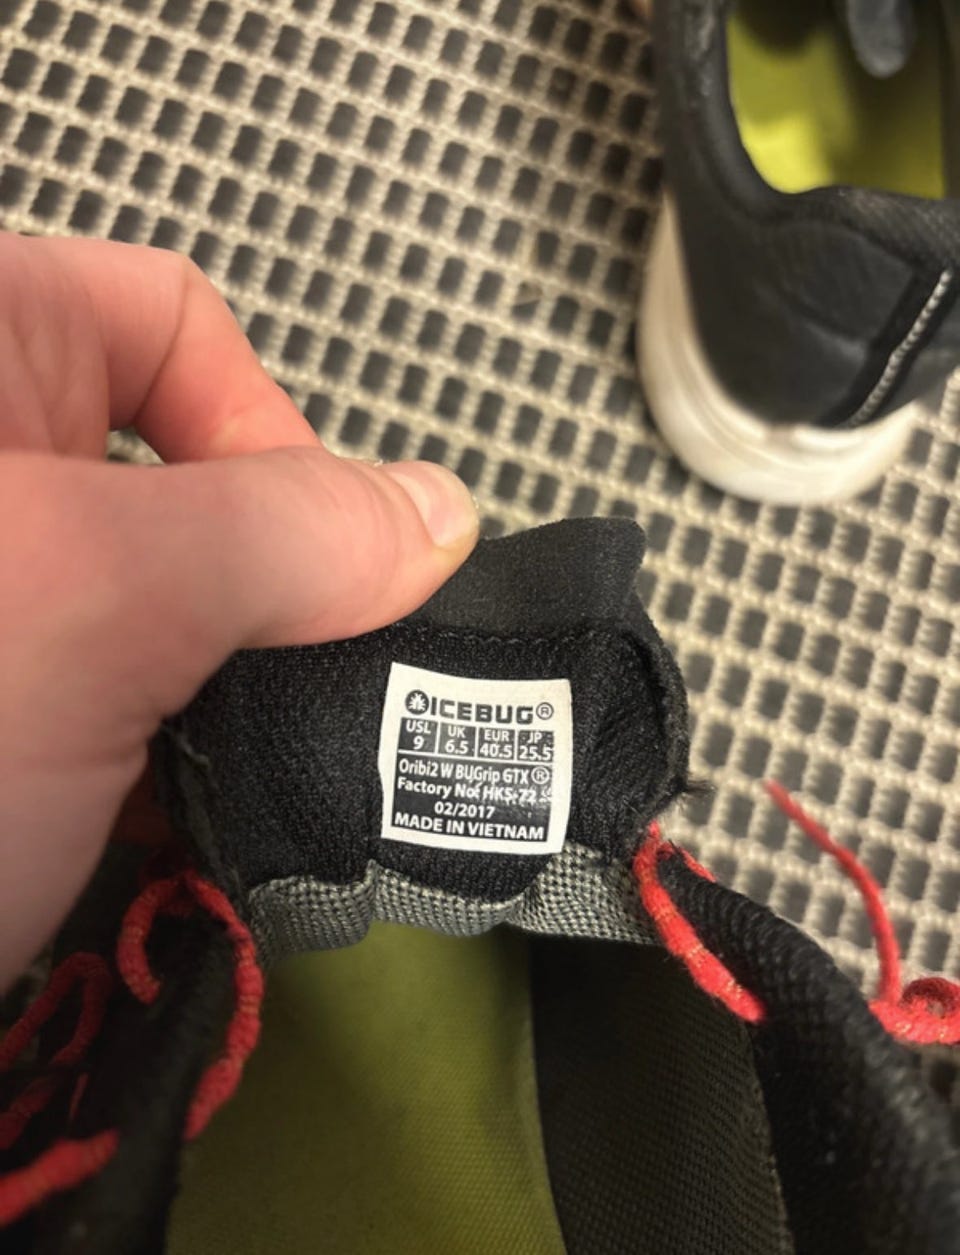 ICEBUG®
USL UK EUR JP
9 6.5 40.5 25.5
Oribi2 W BUGrip GTX®
Factory No: HKS-72
02/2017
MADE IN VIETNAM